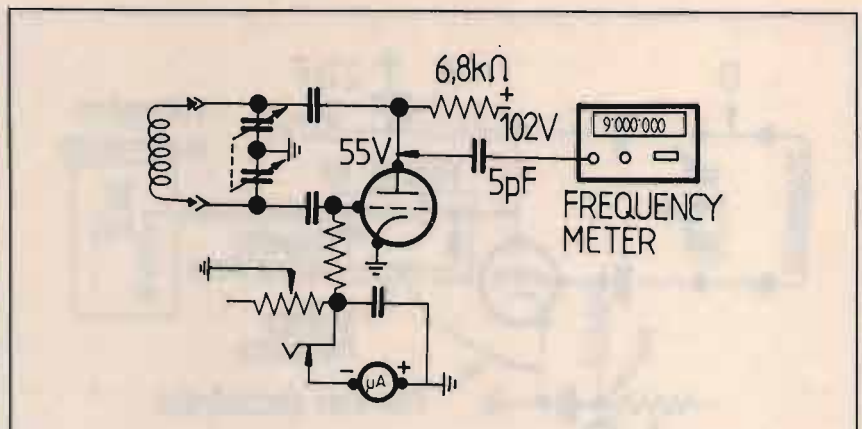 6,8kΩ
+
102V
9.000.000
55V
5pF
FREQUENCY
METER
- µA +